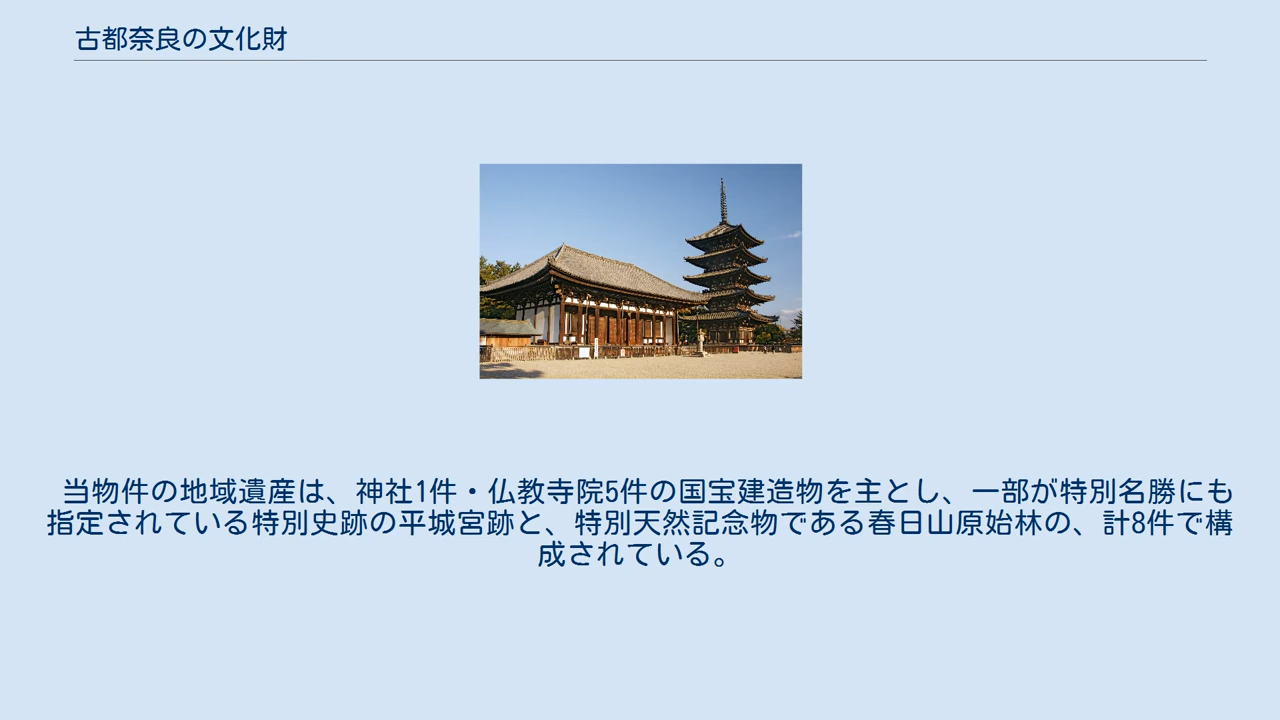 古都奈良の文化財
当物件の地域遺産は、神社1件・仏教寺院5件の国宝建造物を主とし、一部が特別名勝にも
指定されている特別史跡の平城宮跡と、特別天然記念物である春日山原始林の、計8件で構
成されている。